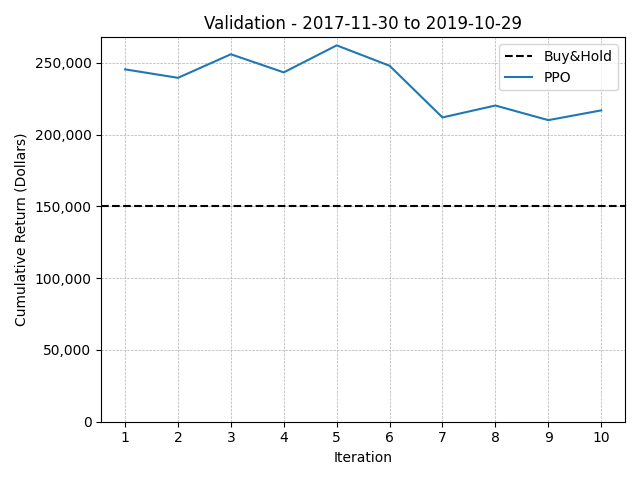 Validation - 2017-11-30 to 2019-10-29
Buy&Hold
PPO
Cumulative Return (Dollars)
250,000
200,000
150,000
100,000
50,000
0
1 2 3 4 5 6 7 8 9 10
Iteration